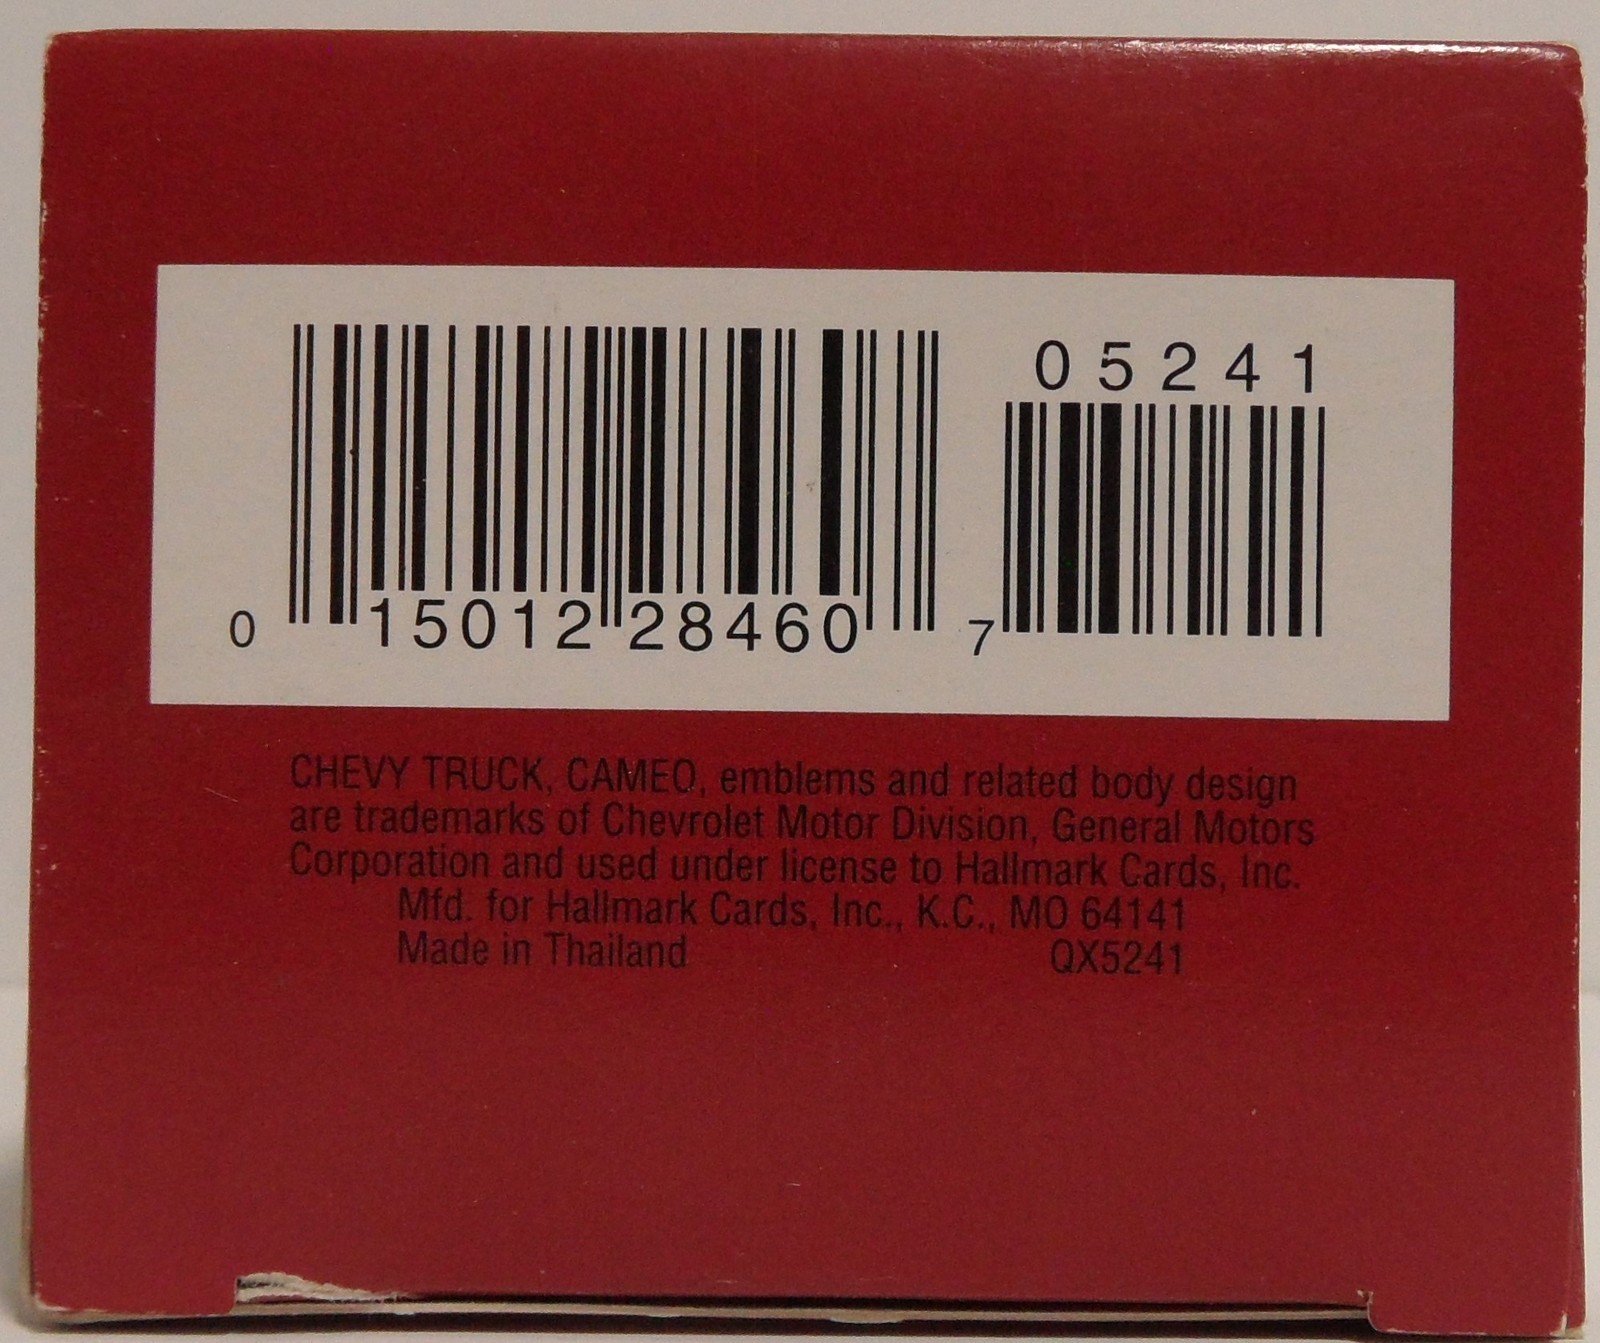 05241
0 15012 28460 7
CHEVY TRUCK, CAMEO, emblems and related body design
are trademarks of Chevrolet Motor Division, General Motors
Corporation and used under license to Hallmark Cards, Inc.
Mfd. for Hallmark Cards, Inc., K.C., MO 64141
Made in Thailand QX5241